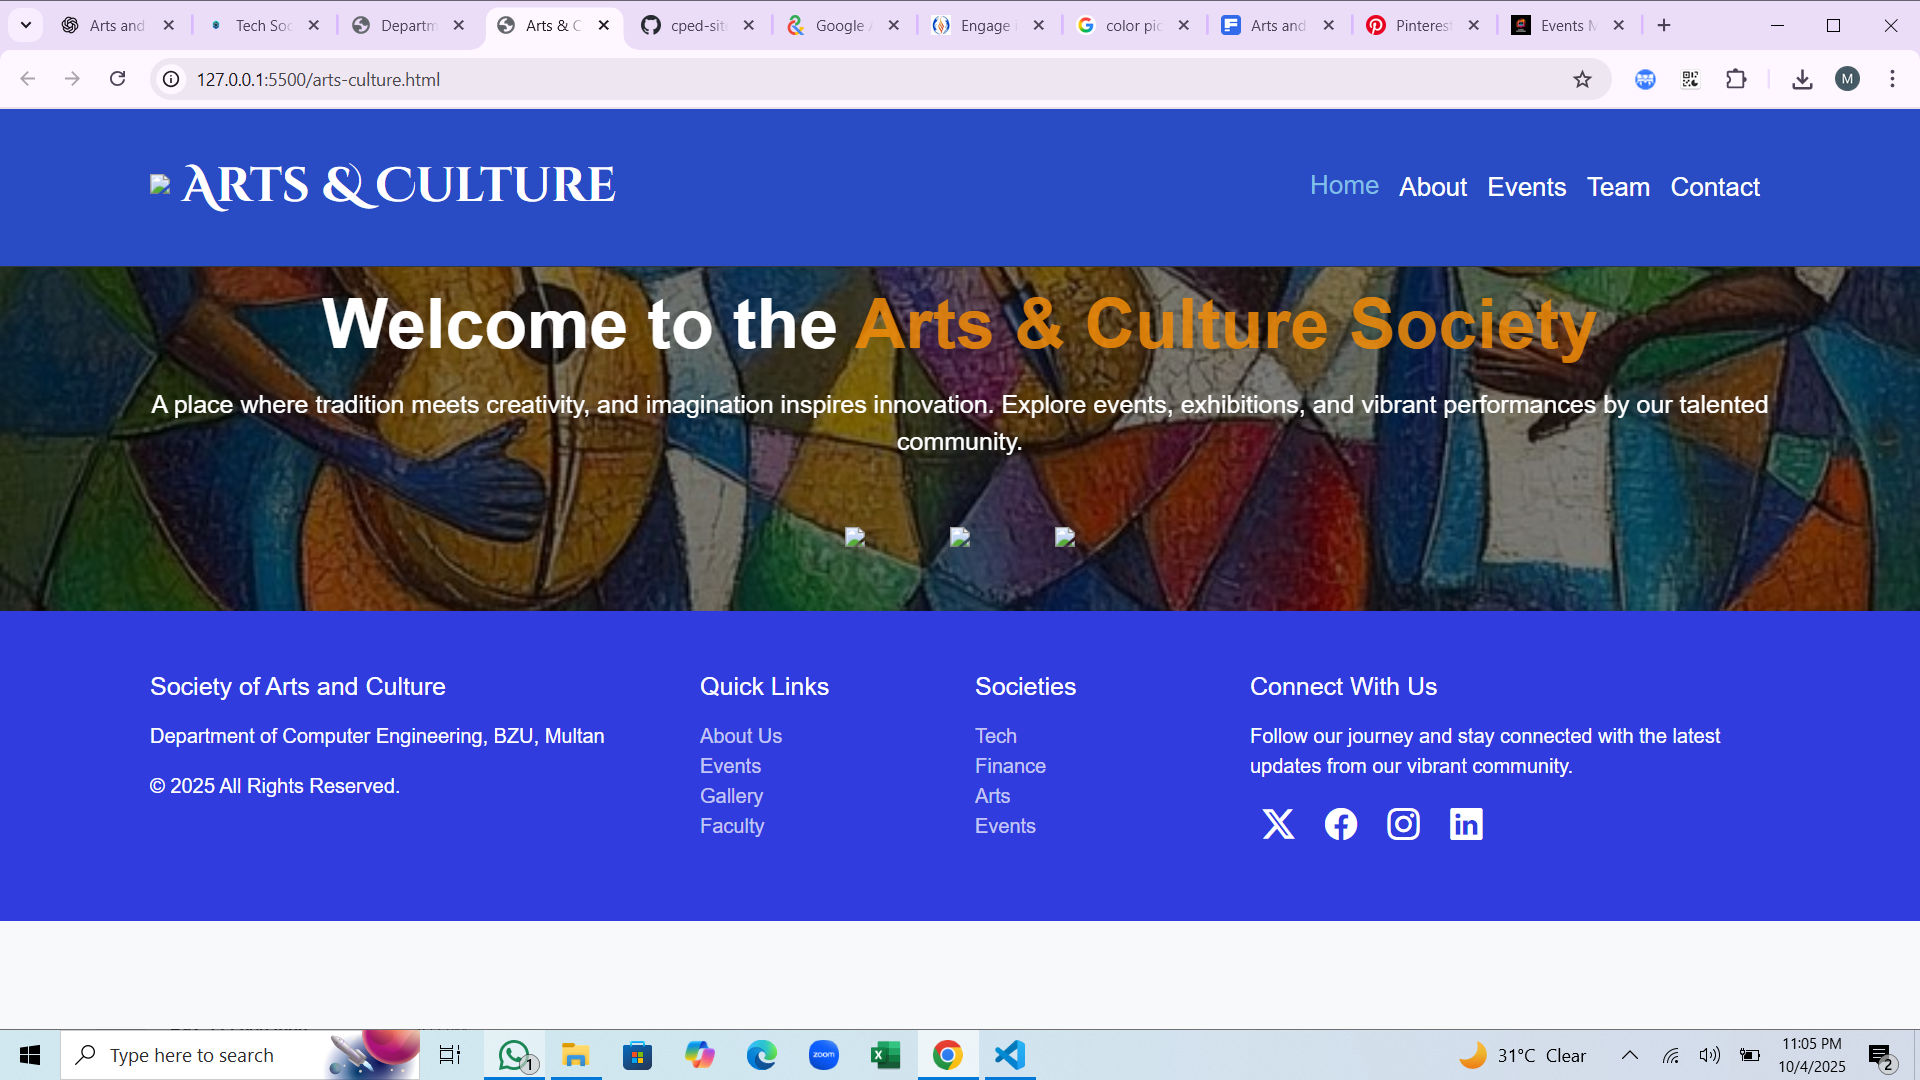 Arts and
Tech Soc
Departm
Arts & C
cped-site
Google A
Engage i
color pic
Arts and
Pinterest
Events M
127.0.0.1:5500/arts-culture.html
M
Arts & Culture
Home About Events Team Contact
Welcome to the Arts & Culture Society
A place where tradition meets creativity, and imagination inspires innovation. Explore events, exhibitions, and vibrant performances by our talented
community.
Society of Arts and Culture
Department of Computer Engineering, BZU, Multan
© 2025 All Rights Reserved.
Quick Links
About Us
Events
Gallery
Faculty
Societies
Tech
Finance
Arts
Events
Connect With Us
Follow our journey and stay connected with the latest
updates from our vibrant community.
Type here to search
1
zoom
31°C Clear
11:05 PM
10/4/2025
2